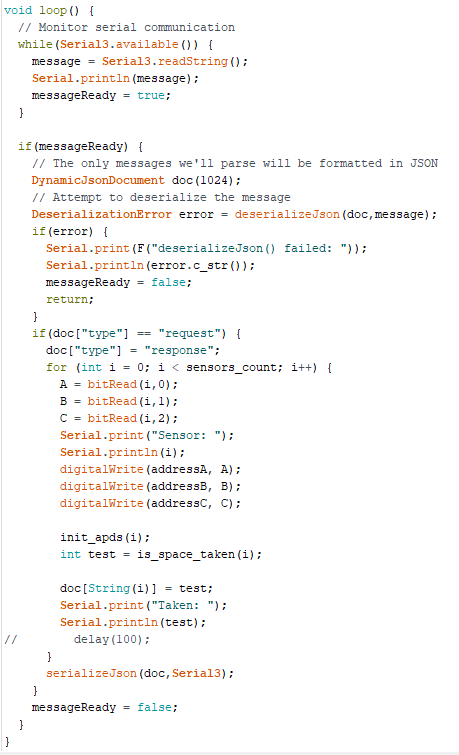 void loop() {
  // Monitor serial communication
  while(Serial3.available()) {
    message = Serial3.readString();
    Serial.println(message);
    messageReady = true;
  }

  if(messageReady) {
    // The only messages we'll parse will be formatted in JSON
    DynamicJsonDocument doc(1024);
    // Attempt to deserialize the message
    DeserializationError error = deserializeJson(doc,message);
    if(error) {
      Serial.print(F("deserializeJson() failed: "));
      Serial.println(error.c_str());
      messageReady = false;
      return;
    }
    if(doc["type"] == "request") {
      doc["type"] = "response";
      for (int i = 0; i < sensors_count; i++) {
        A = bitRead(i,0);
        B = bitRead(i,1);
        C = bitRead(i,2);
        Serial.print("Sensor: ");
        Serial.println(i);
        digitalWrite(addressA, A);
        digitalWrite(addressB, B);
        digitalWrite(addressC, C);

        init_apds(i);
        int test = is_space_taken(i);

        doc[String(i)] = test;
        Serial.print("Taken: ");
        Serial.println(test);
//        delay(100);
      }
      serializeJson(doc,Serial3);
    }
    messageReady = false;
  }
}